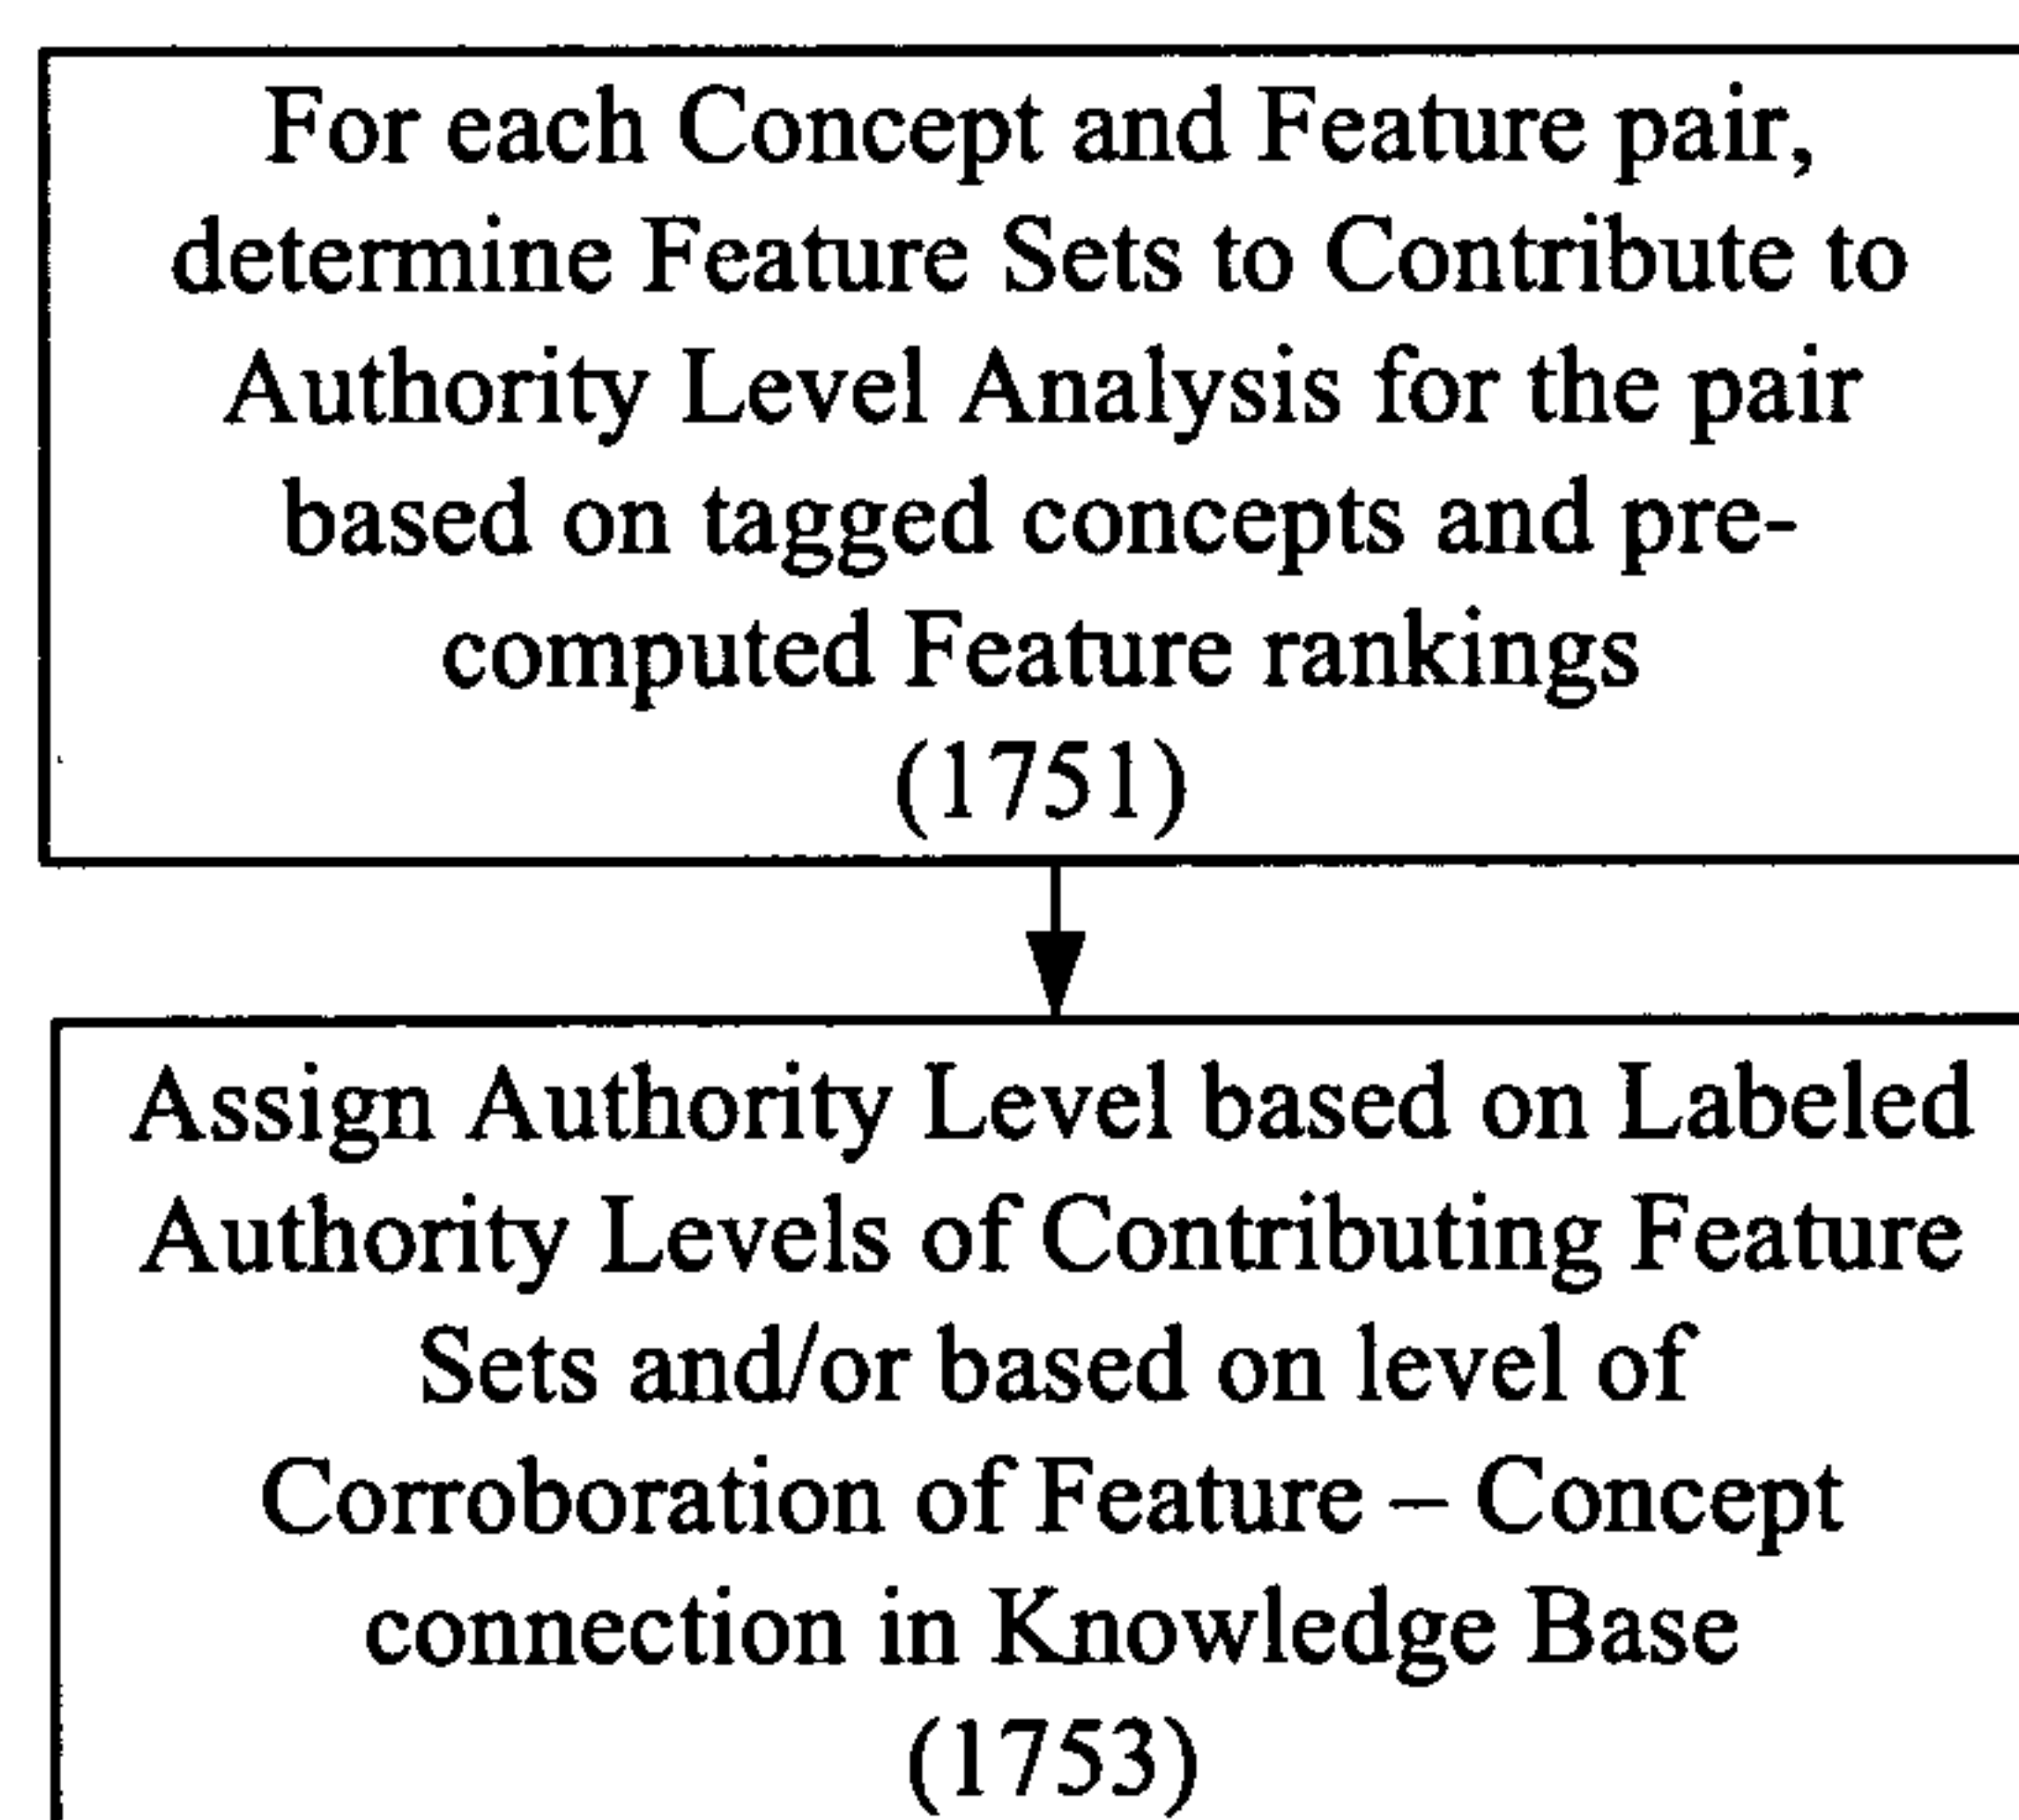 For each Concept and Feature pair,
determine Feature Sets to Contribute to
Authority Level Analysis for the pair
based on tagged concepts and pre-
computed Feature rankings
(1751)
Assign Authority Level based on Labeled
Authority Levels of Contributing Feature
Sets and/or based on level of
Corroboration of Feature – Concept
connection in Knowledge Base
(1753)